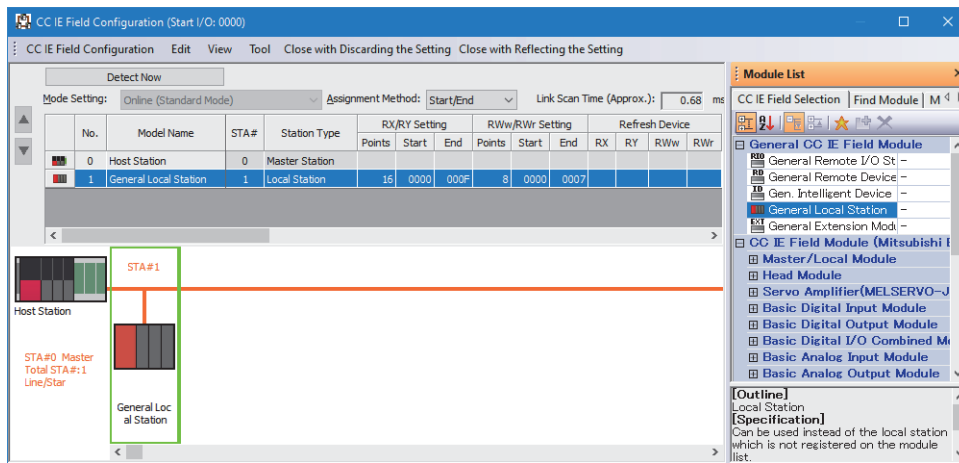 CC IE Field Configuration (Start I/O: 0000)
CC IE Field Configuration Edit View Tool Close with Discarding the Setting Close with Reflecting the Setting
Detect Now
Mode Setting: Online (Standard Mode) Assignment Method: Start/End Link Scan Time (Approx.): 0.68 ms
No. Model Name STA# Station Type RX/RY Setting RWw/RWr Setting Refresh Device
Points Start End Points Start End RX RY RWw RWr
0 Host Station 0 Master Station
1 General Local Station 1 Local Station 16 0000 000F 8 0000 0007
STA#1
Host Station
STA#0 Master
Total STA#:1
Line/Star
General Loc
al Station
Module List
CC IE Field Selection Find Module M
General CC IE Field Module
RIO General Remote I/O St -
RD General Remote Device -
ID Gen. Intelligent Device -
General Local Station -
EXT General Extension Modu -
CC IE Field Module (Mitsubishi E
Master/Local Module
Head Module
Servo Amplifier(MELSERVO-J
Basic Digital Input Module
Basic Digital Output Module
Basic Digital I/O Combined Mo
Basic Analog Input Module
Basic Analog Output Module
[Outline]
Local Station
[Specification]
Can be used instead of the local station
which is not registered on the module
list.